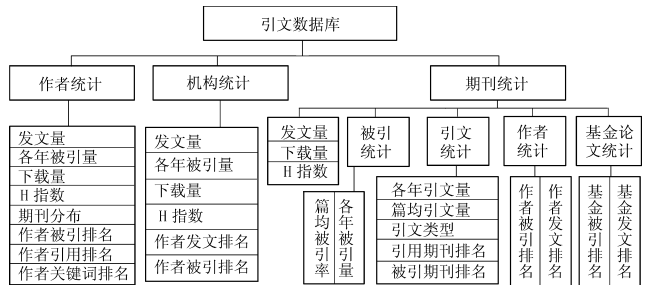 引文数据库
作者统计
机构统计
期刊统计
发文量
各年被引量
下载量
H 指数
期刊分布
作者被引排名
作者引用排名
作者关键词排名
发文量
各年被引量
下载量
H 指数
作者发文排名
作者被引排名
发文量
下载量
H 指数
被引
统计
引文
统计
作者
统计
基金论
文统计
篇均被引率
各年被引量
各年引文量
篇均引文量
引文类型
引用期刊排名
被引期刊排名
作者被引排名
作者发文排名
基金被引排名
基金发文排名